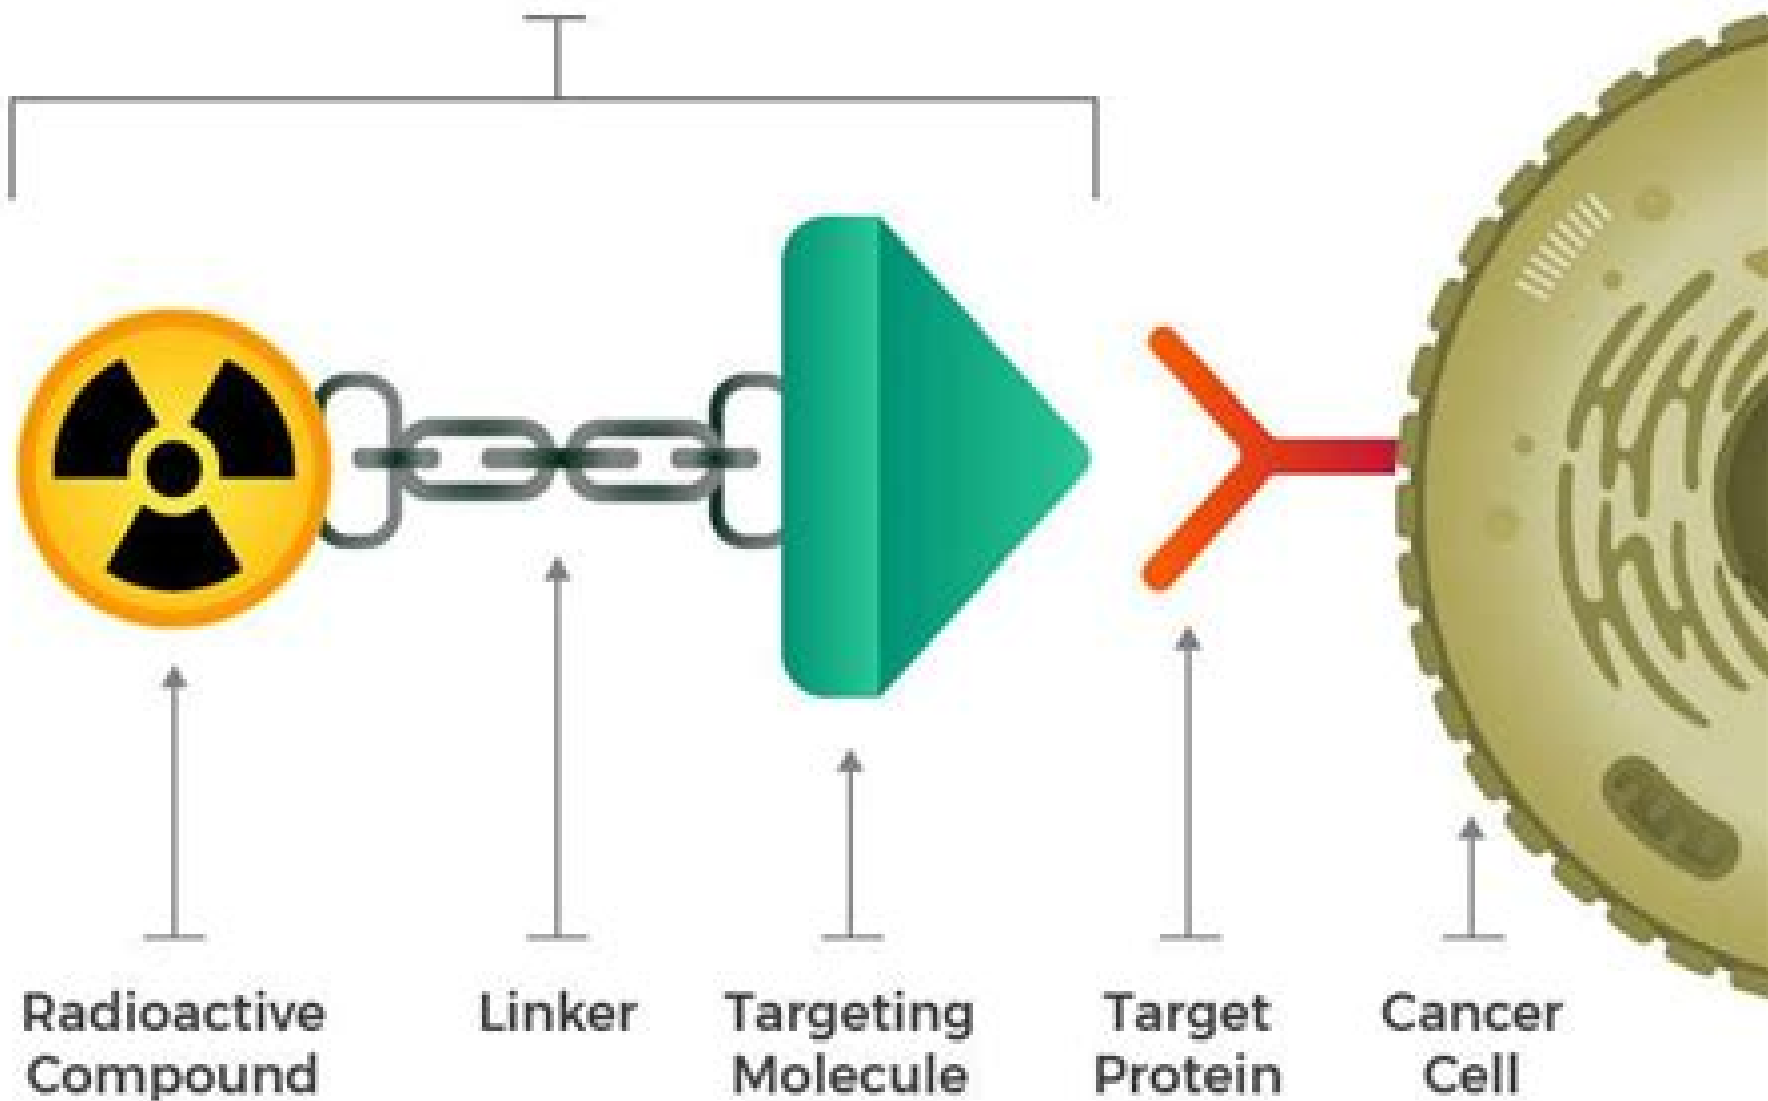 Radioactive
Compound
Linker
Targeting
Molecule
Target
Protein
Cancer
Cell